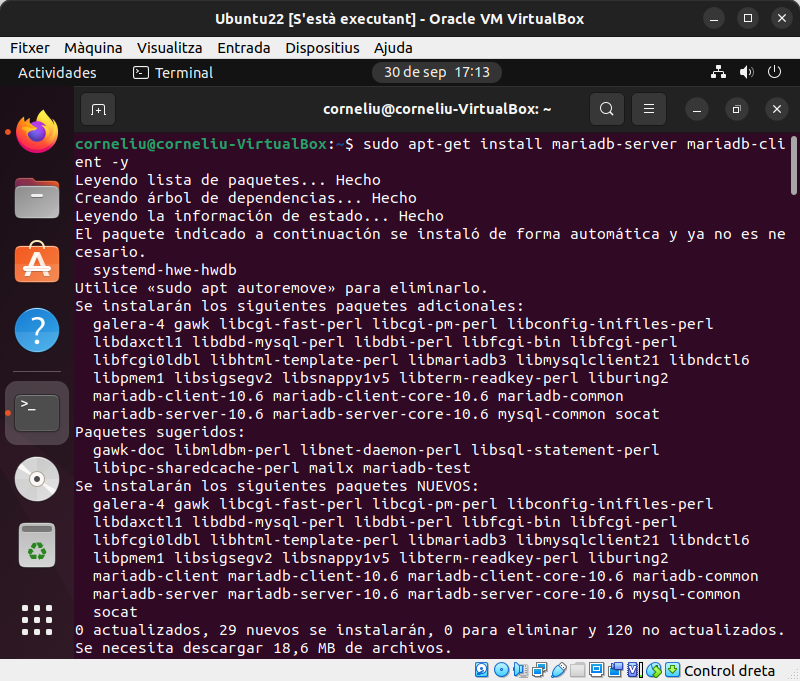 Ubuntu22 [S'està executant] - Oracle VM VirtualBox
Fitxer Màquina Visualitza Entrada Dispositius Ajuda
Actividades Terminal 30 de sep 17:13
corneliu@corneliu-VirtualBox: ~
corneliu@corneliu-VirtualBox:~$ sudo apt-get install mariadb-server mariadb-cli
ent -y
Leyendo lista de paquetes... Hecho
Creando árbol de dependencias... Hecho
Leyendo la información de estado... Hecho
El paquete indicado a continuación se instaló de forma automática y ya no es ne
cesario.
systemd-hwe-hwdb
Utilice «sudo apt autoremove» para eliminarlo.
Se instalarán los siguientes paquetes adicionales:
galera-4 gawk libcgi-fast-perl libcgi-pm-perl libconfig-inifiles-perl
libdaxctl1 libdbd-mysql-perl libdbi-perl libfcgi-bin libfcgi-perl
libfcgi0ldbl libhtml-template-perl libmariadb3 libmysqlclient21 libndctl6
libpmem1 libsigsegv2 libsnappy1v5 libterm-readkey-perl liburing2
mariadb-client-10.6 mariadb-client-core-10.6 mariadb-common
mariadb-server-10.6 mariadb-server-core-10.6 mysql-common socat
Paquetes sugeridos:
gawk-doc libmldbm-perl libnet-daemon-perl libsql-statement-perl
libipc-sharedcache-perl mailx mariadb-test
Se instalarán los siguientes paquetes NUEVOS:
galera-4 gawk libcgi-fast-perl libcgi-pm-perl libconfig-inifiles-perl
libdaxctl1 libdbd-mysql-perl libdbi-perl libfcgi-bin libfcgi-perl
libfcgi0ldbl libhtml-template-perl libmariadb3 libmysqlclient21 libndctl6
libpmem1 libsigsegv2 libsnappy1v5 libterm-readkey-perl liburing2
mariadb-client mariadb-client-10.6 mariadb-client-core-10.6 mariadb-common
mariadb-server mariadb-server-10.6 mariadb-server-core-10.6 mysql-common
socat
0 actualizados, 29 nuevos se instalarán, 0 para eliminar y 120 no actualizados.
Se necesita descargar 18,6 MB de archivos.
Control dreta